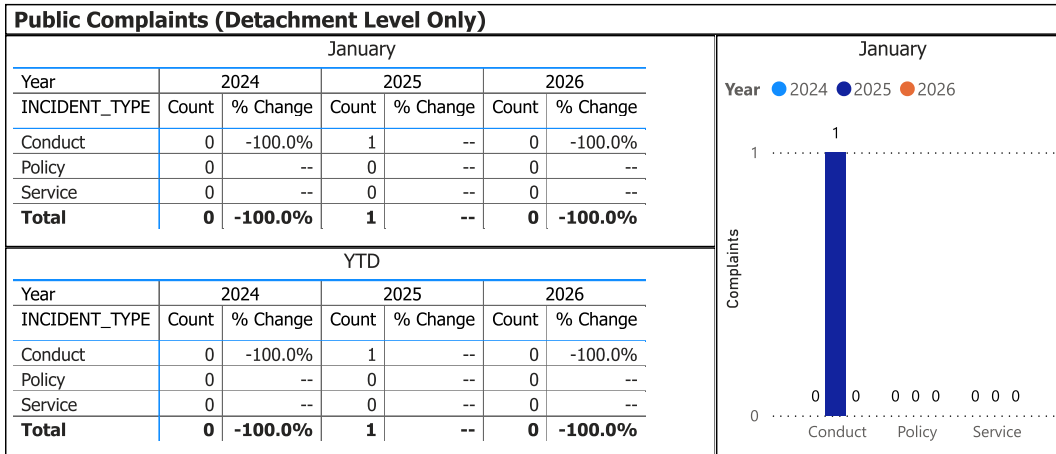 Public Complaints (Detachment Level Only)
January
Year 2024 2025 2026
INCIDENT_TYPE Count % Change Count % Change Count % Change
Conduct 0 -100.0% 1 -- 0 -100.0%
Policy 0 -- 0 -- 0 --
Service 0 -- 0 -- 0 --
Total 0 -100.0% 1 -- 0 -100.0%
YTD
Year 2024 2025 2026
INCIDENT_TYPE Count % Change Count % Change Count % Change
Conduct 0 -100.0% 1 -- 0 -100.0%
Policy 0 -- 0 -- 0 --
Service 0 -- 0 -- 0 --
Total 0 -100.0% 1 -- 0 -100.0%
January
Year 2024 2025 2026
1
1
Complaints
0 0 0 0 0 0 0 0
0
Conduct Policy Service